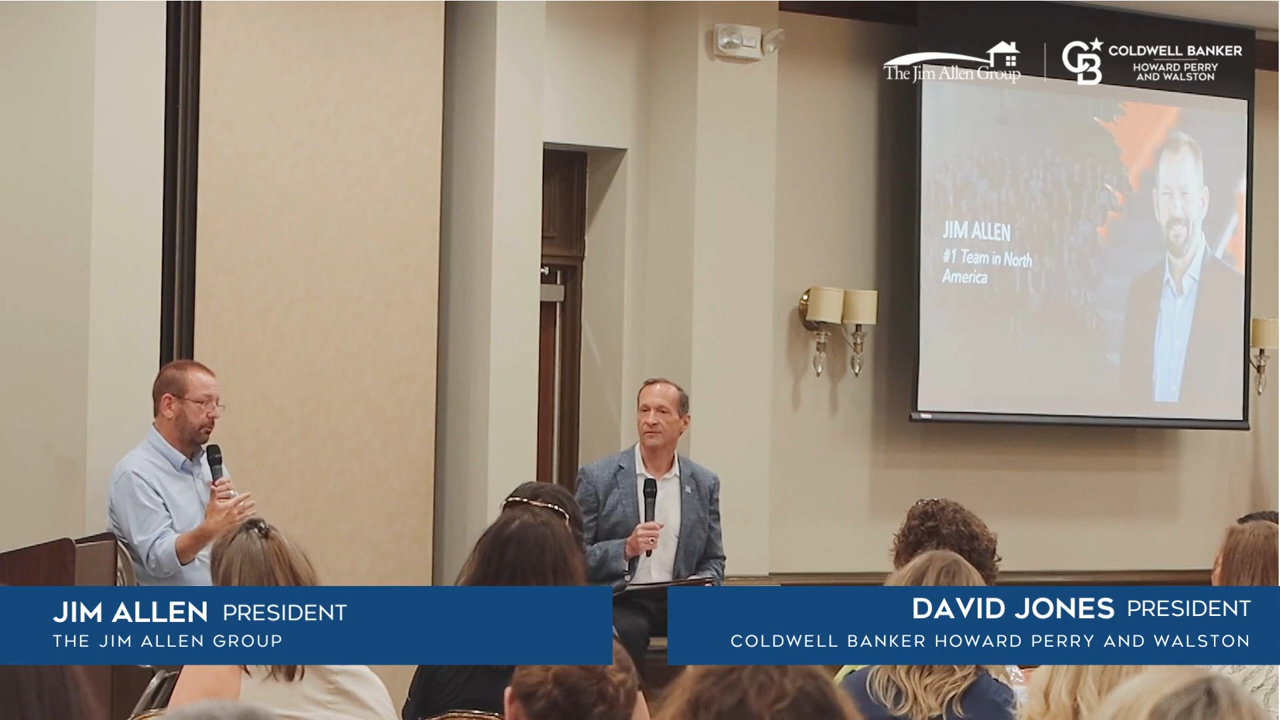 The Jim Allen Group
CB
COLDWELL BANKER
HOWARD PERRY
AND WALSTON
JIM ALLEN
#1 Team in North
America
JIM ALLEN PRESIDENT
THE JIM ALLEN GROUP
DAVID JONES PRESIDENT
COLDWELL BANKER HOWARD PERRY AND WALSTON